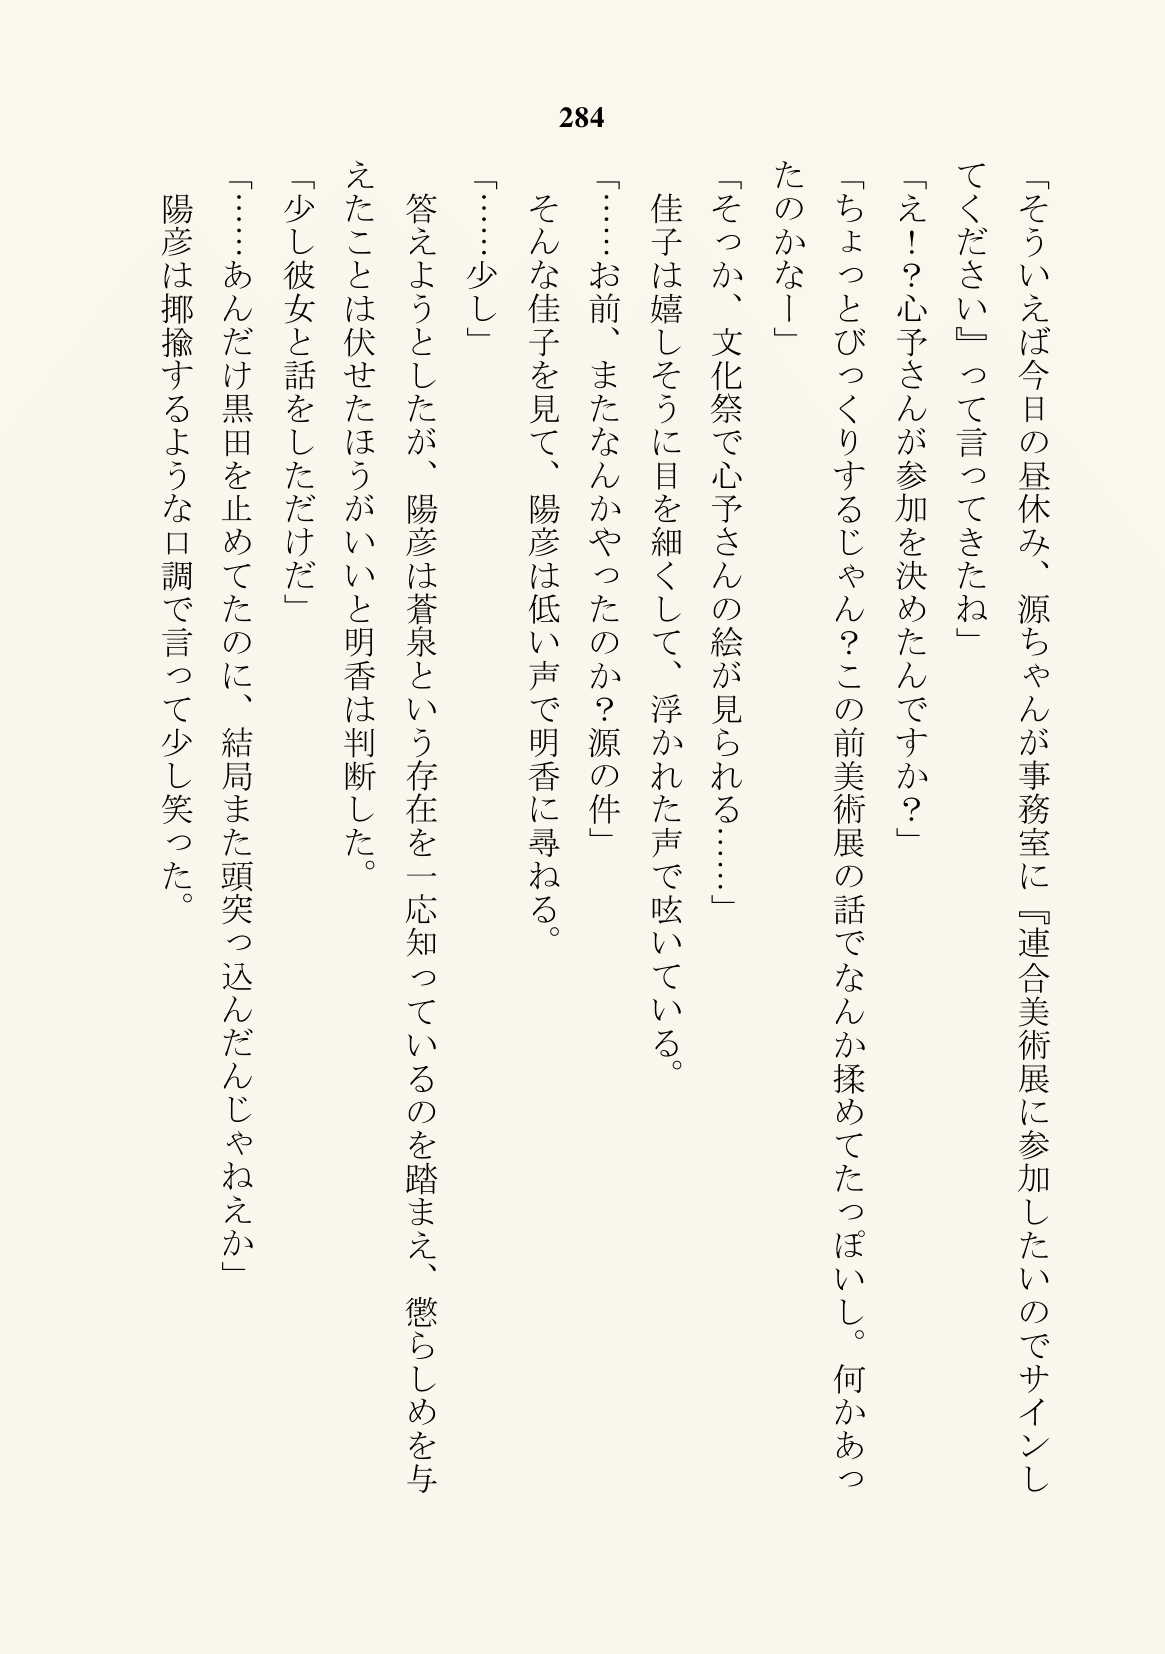 284
「そういえば今日の昼休み、源ちゃんが事務室に『連合美術展に参加したいのでサインし
てください』って言ってきたね」
「え！？心予さんが参加を決めたんですか？」
「ちょっとびっくりするじゃん？この前美術展の話でなんか揉めてたっぽいし。何かあっ
たのかなー」
「そっか、文化祭で心予さんの絵が見られる……」
　佳子は嬉しそうに目を細くして、浮かれた声で呟いている。
「……お前、またなんかやったのか？源の件」
　そんな佳子を見て、陽彦は低い声で明香に尋ねる。
「……少し」
　答えようとしたが、陽彦は蒼泉という存在を一応知っているのを踏まえ、懲らしめを与
えたことは伏せたほうがいいと明香は判断した。
「少し彼女と話をしただけだ」
「……あんだけ黒田を止めてたのに、結局また頭突っ込んだんじゃねえか」
　陽彦は揶揄するような口調で言って少し笑った。